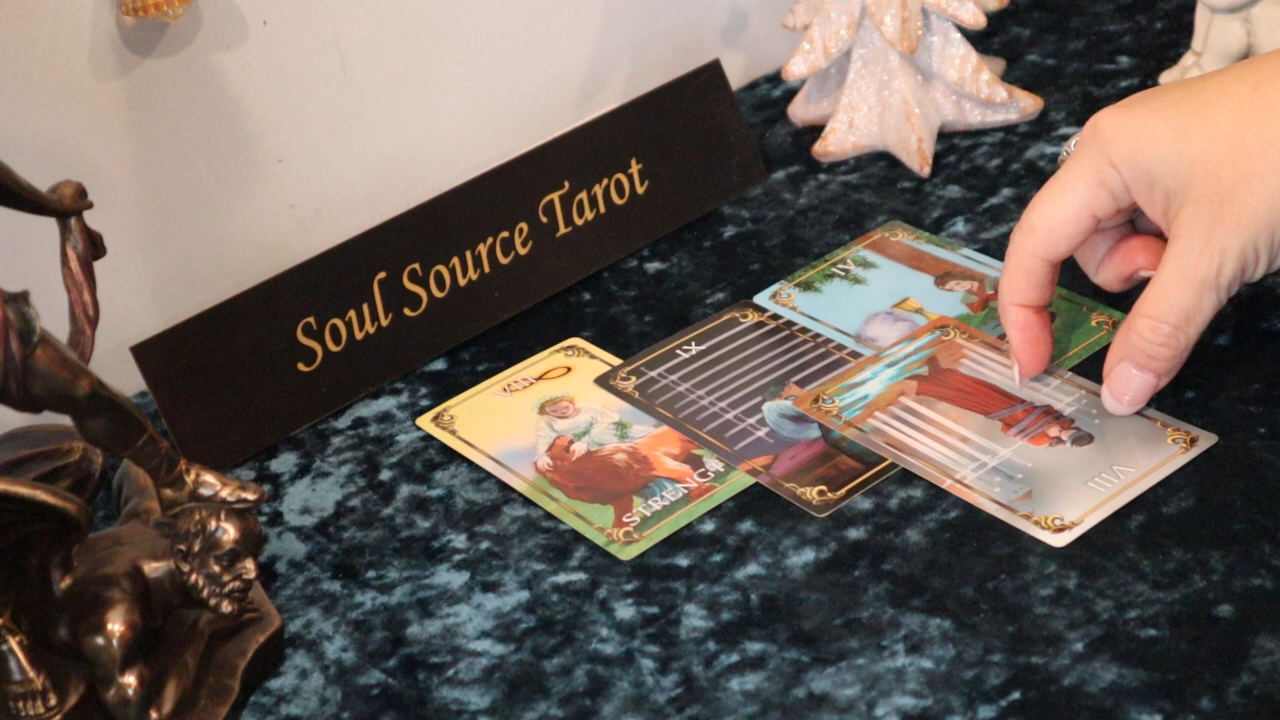 Soul Source Tarot
IV
IX
VIII
STRENGTH
VIII